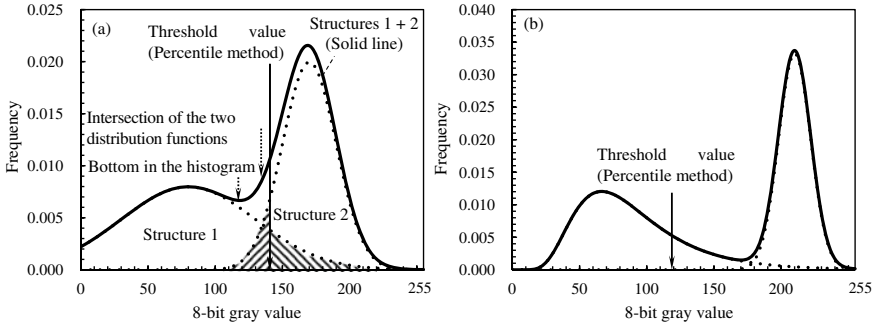 (a)
Threshold value
(Percentile method)
Structures 1 + 2
(Solid line)
Intersection of the two
distribution functions
Bottom in the histogram
Structure 1
Structure 2
Frequency
0.025
0.020
0.015
0.010
0.005
0.000
0 50 100 150 200 255
8-bit gray value
(b)
Threshold value
(Percentile method)
Frequency
0.040
0.035
0.030
0.025
0.020
0.015
0.010
0.005
0.000
0 50 100 150 200 255
8-bit gray value